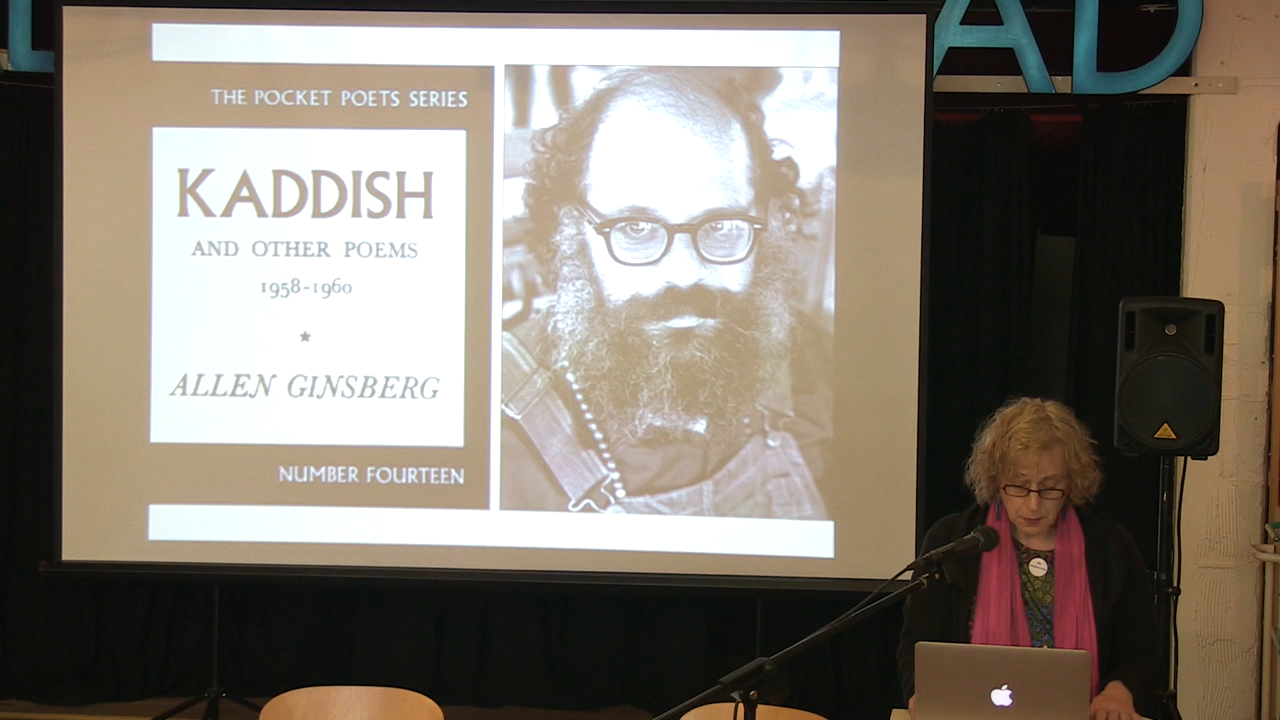 THE POCKET POETS SERIES
KADDISH
AND OTHER POEMS
1958-1960
ALLEN GINSBERG
NUMBER FOURTEEN
AD